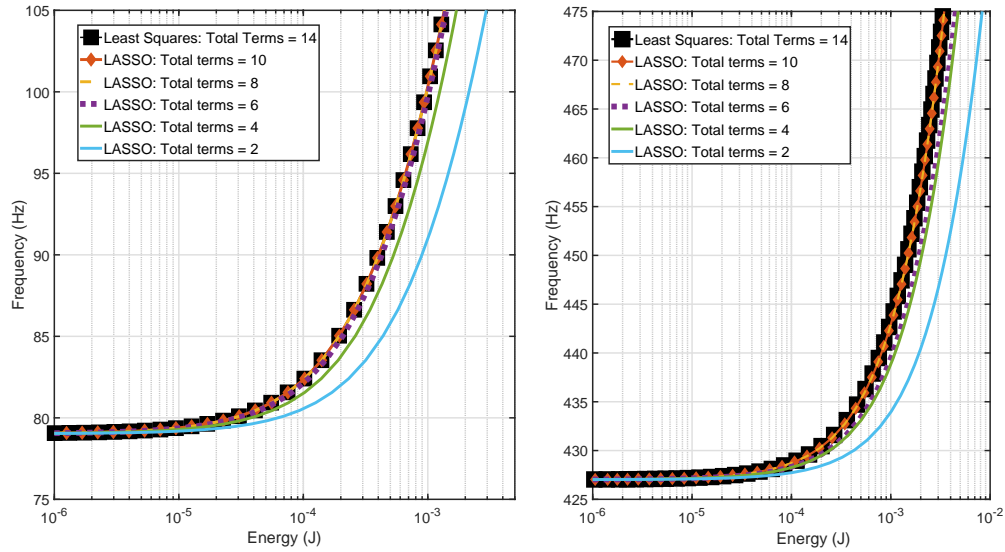 105
100
95
90
85
80
75
Frequency (Hz)
Least Squares: Total Terms = 14
LASSO: Total terms = 10
LASSO: Total terms = 8
LASSO: Total terms = 6
LASSO: Total terms = 4
LASSO: Total terms = 2
10^-6
10^-5
10^-4
10^-3
Energy (J)
475
470
465
460
455
450
445
440
435
430
425
Frequency (Hz)
Least Squares: Total Terms = 14
LASSO: Total terms = 10
LASSO: Total terms = 8
LASSO: Total terms = 6
LASSO: Total terms = 4
LASSO: Total terms = 2
10^-6
10^-5
10^-4
10^-3
10^-2
Energy (J)